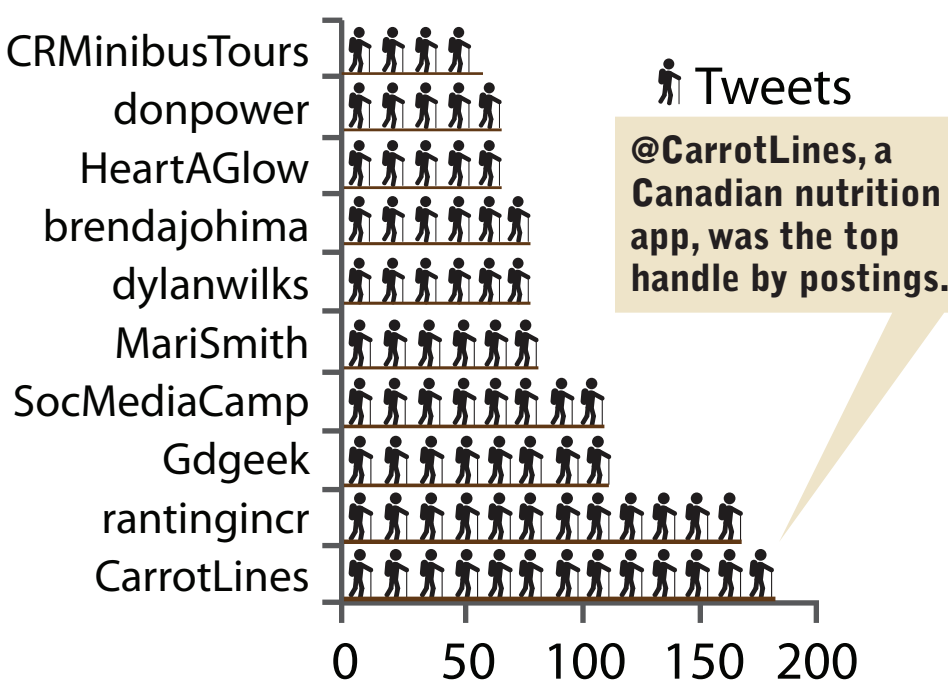 CRMinibusTours
donpower
HeartAGlow
brendajohima
dylanwilks
MariSmith
SocMediaCamp
Gdgeek
rantingincr
CarrotLines
0 50 100 150 200
Tweets
@CarrotLines, a
Canadian nutrition
app, was the top
handle by postings.